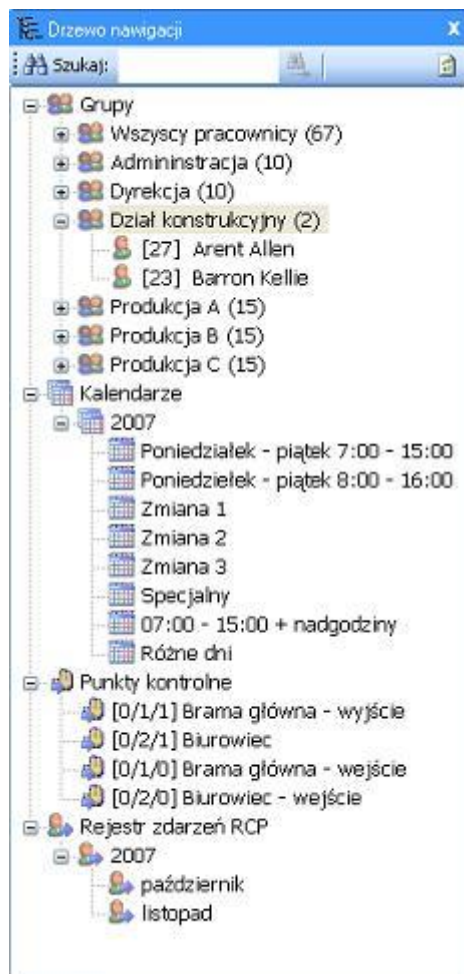 Drzewo nawigacji
Szukaj:
Grupy
Wszyscy pracownicy (67)
Admininstracja (10)
Dyrekcja (10)
Dział konstrukcyjny (2)
[27] Arent Allen
[23] Barron Kellie
Produkcja A (15)
Produkcja B (15)
Produkcja C (15)
Kalendarze
2007
Poniedziałek - piątek 7:00 - 15:00
Poniedziełek - piątek 8:00 - 16:00
Zmiana 1
Zmiana 2
Zmiana 3
Specjalny
07:00 - 15:00 + nadgodziny
Różne dni
Punkty kontrolne
[0/1/1] Brama główna - wyjście
[0/2/1] Biurowiec
[0/1/0] Brama główna - wejście
[0/2/0] Biurowiec - wejście
Rejestr zdarzeń RCP
2007
październik
listopad